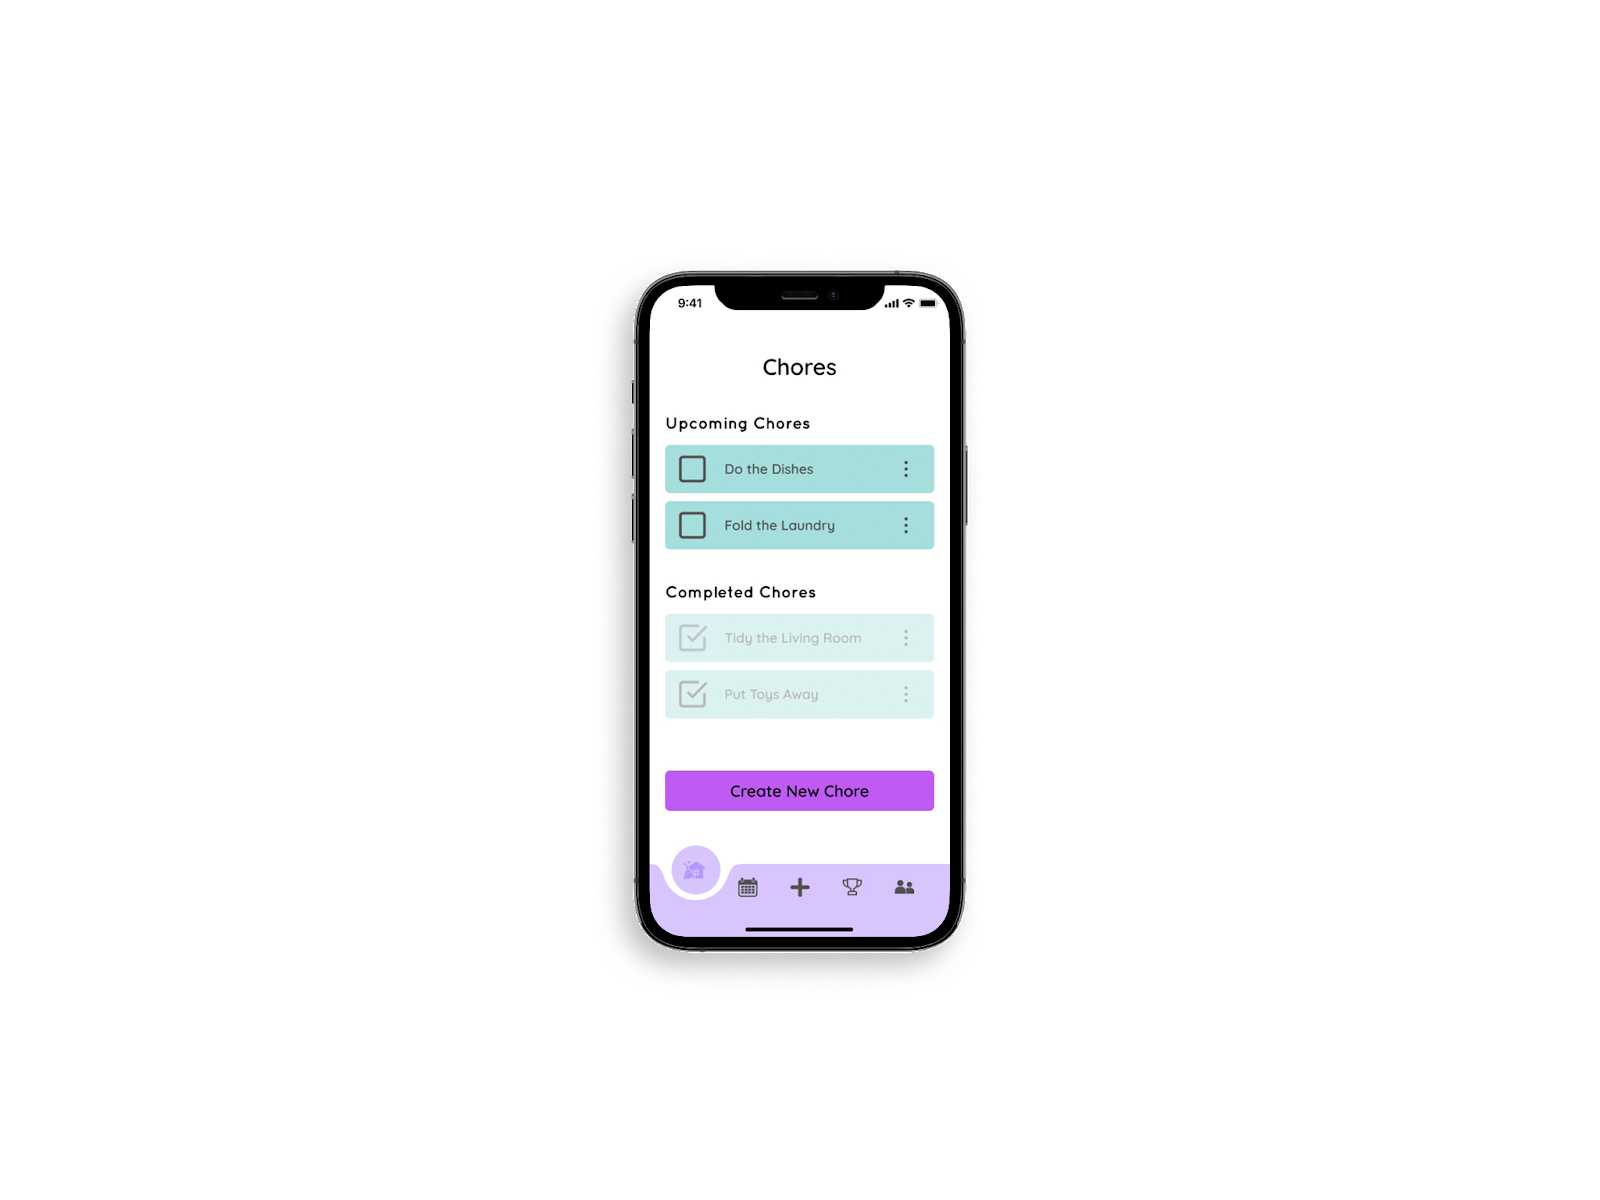 9:41
Chores
Upcoming Chores
Do the Dishes
Fold the Laundry
Completed Chores
Tidy the Living Room
Put Toys Away
Create New Chore